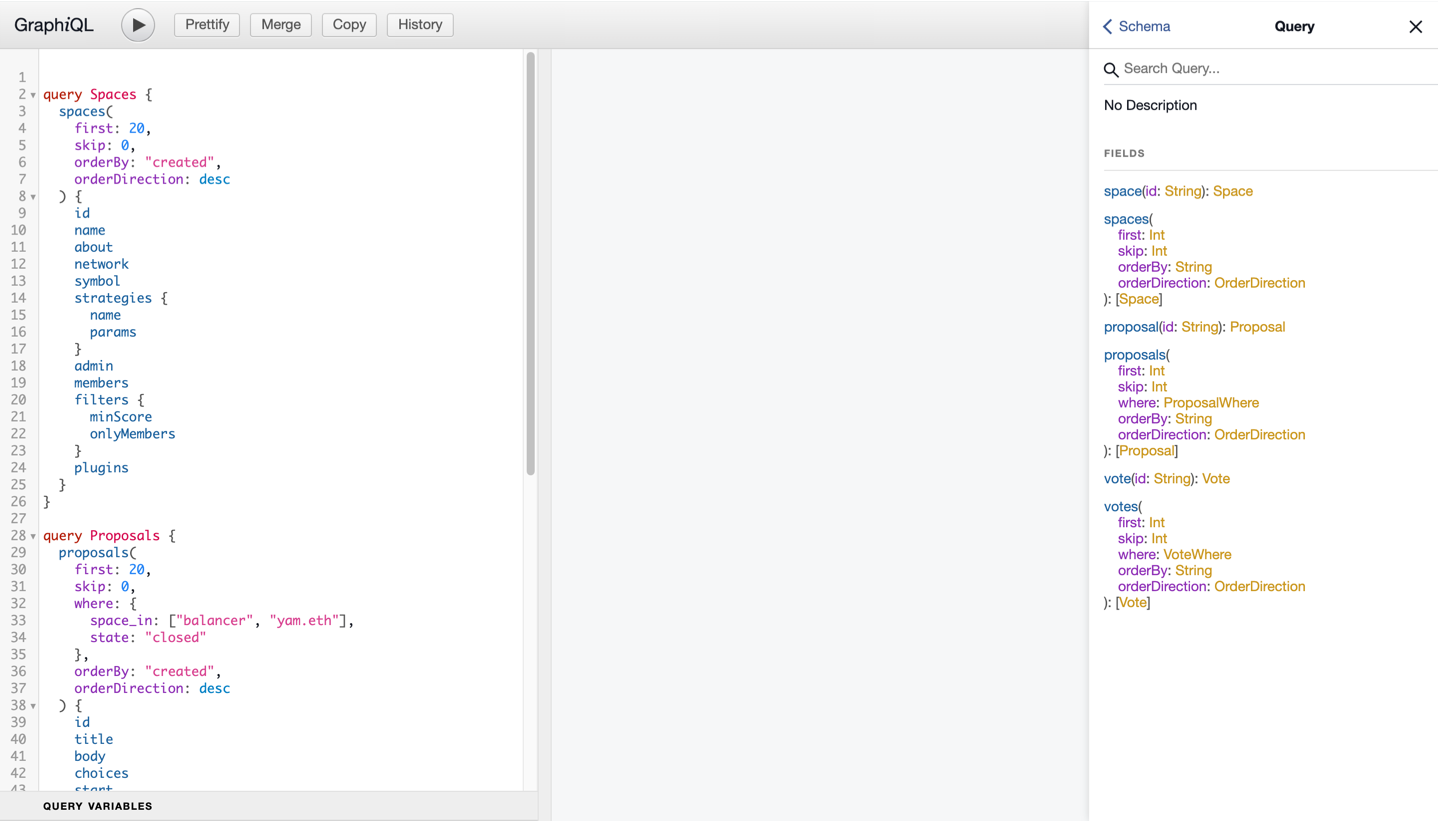 GraphiQL
Prettify
Merge
Copy
History
1
2 query Spaces {
3 spaces(
4 first: 20,
5 skip: 0,
6 orderBy: "created",
7 orderDirection: desc
8 ) {
9 id
10 name
11 about
12 network
13 symbol
14 strategies {
15 name
16 params
17 }
18 admin
19 members
20 filters {
21 minScore
22 onlyMembers
23 }
24 plugins
25 }
26 }
27
28 query Proposals {
29 proposals(
30 first: 20,
31 skip: 0,
32 where: {
33 space_in: ["balancer", "yam.eth"],
34 state: "closed"
35 },
36 orderBy: "created",
37 orderDirection: desc
38 ) {
39 id
40 title
41 body
42 choices
43 start
QUERY VARIABLES
Schema
Query
Search Query...
No Description
FIELDS
space(id: String): Space
spaces(
first: Int
skip: Int
orderBy: String
orderDirection: OrderDirection
): [Space]
proposal(id: String): Proposal
proposals(
first: Int
skip: Int
where: ProposalWhere
orderBy: String
orderDirection: OrderDirection
): [Proposal]
vote(id: String): Vote
votes(
first: Int
skip: Int
where: VoteWhere
orderBy: String
orderDirection: OrderDirection
): [Vote]